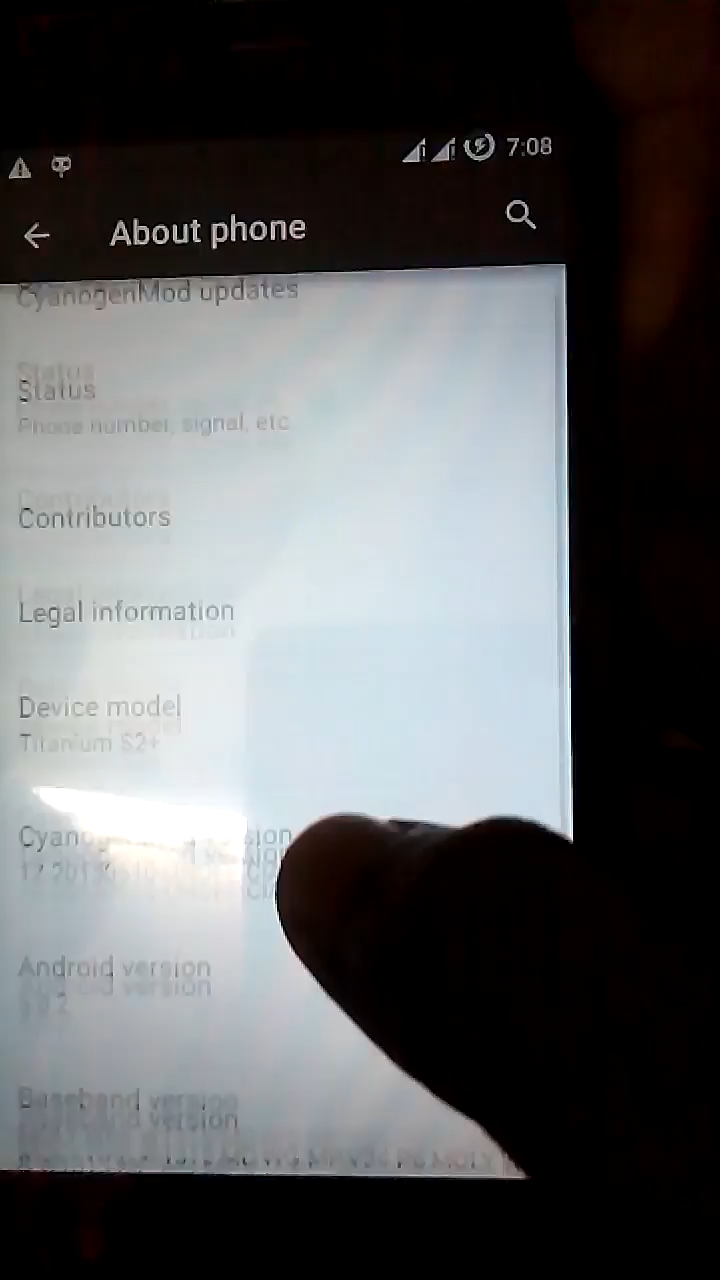 7:08
About phone
CyanogenMod updates
Status
Phone number, signal, etc
Contributors
Legal information
Device model
Titanium S2+
Android version
Baseband version